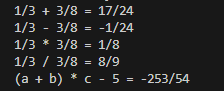 1/3 + 3/8 = 17/24
1/3 - 3/8 = -1/24
1/3 * 3/8 = 1/8
1/3 / 3/8 = 8/9
(a + b) * c - 5 = -253/54